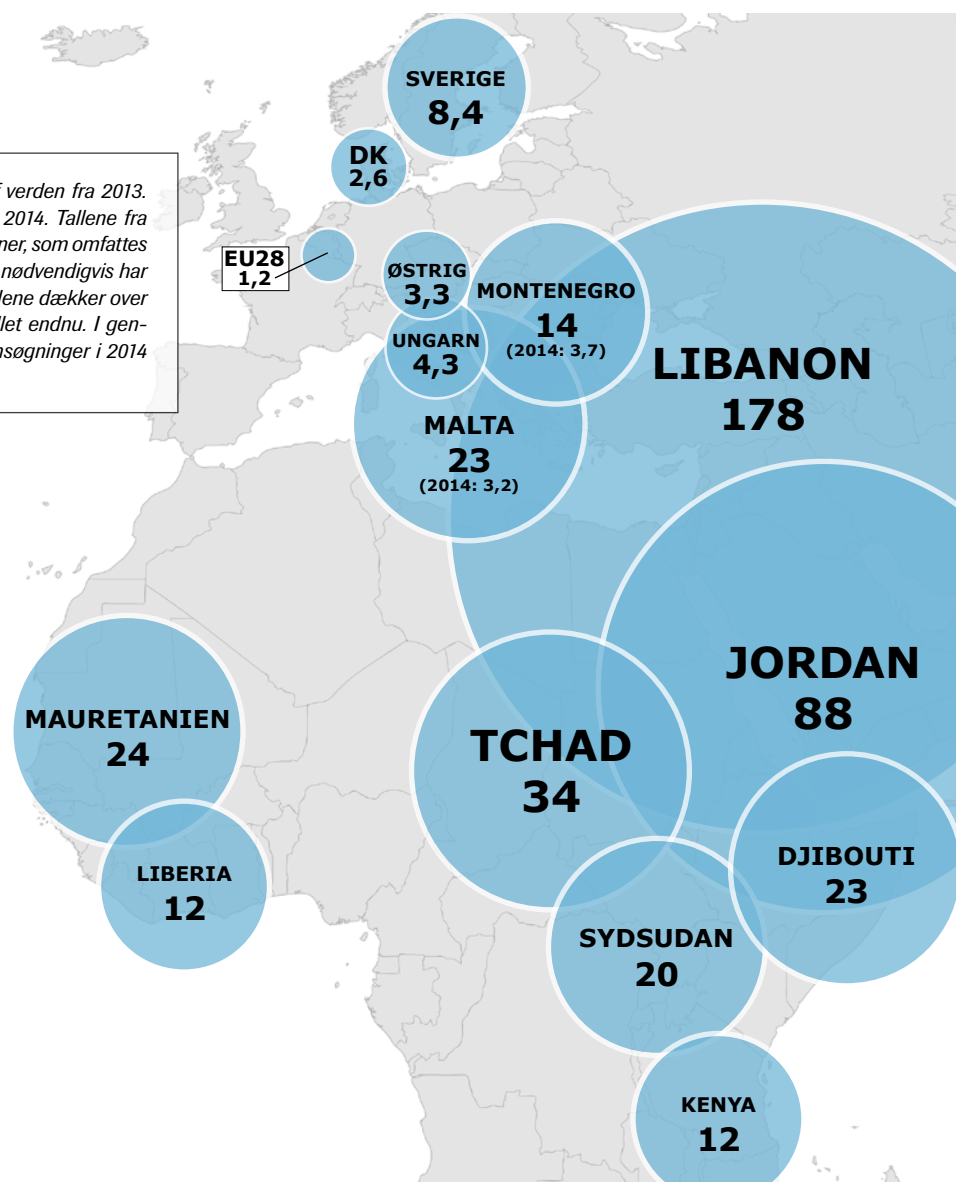 SVERIGE
8,4
DK
2,6
f verden fra 2013.
2014. Tallene fra
ner, som omfattes
nødvendigvis har
lene dækker over
let endnu. I gen-
nsøgninger i 2014
EU28
1,2
ØSTRIG
3,3
MONTENEGRO
14
(2014: 3,7)
UNGARN
4,3
LIBANON
178
MALTA
23
(2014: 3,2)
JORDAN
88
MAURETANIEN
24
TCHAD
34
DJIBOUTI
23
LIBERIA
12
SYDSUDAN
20
KENYA
12